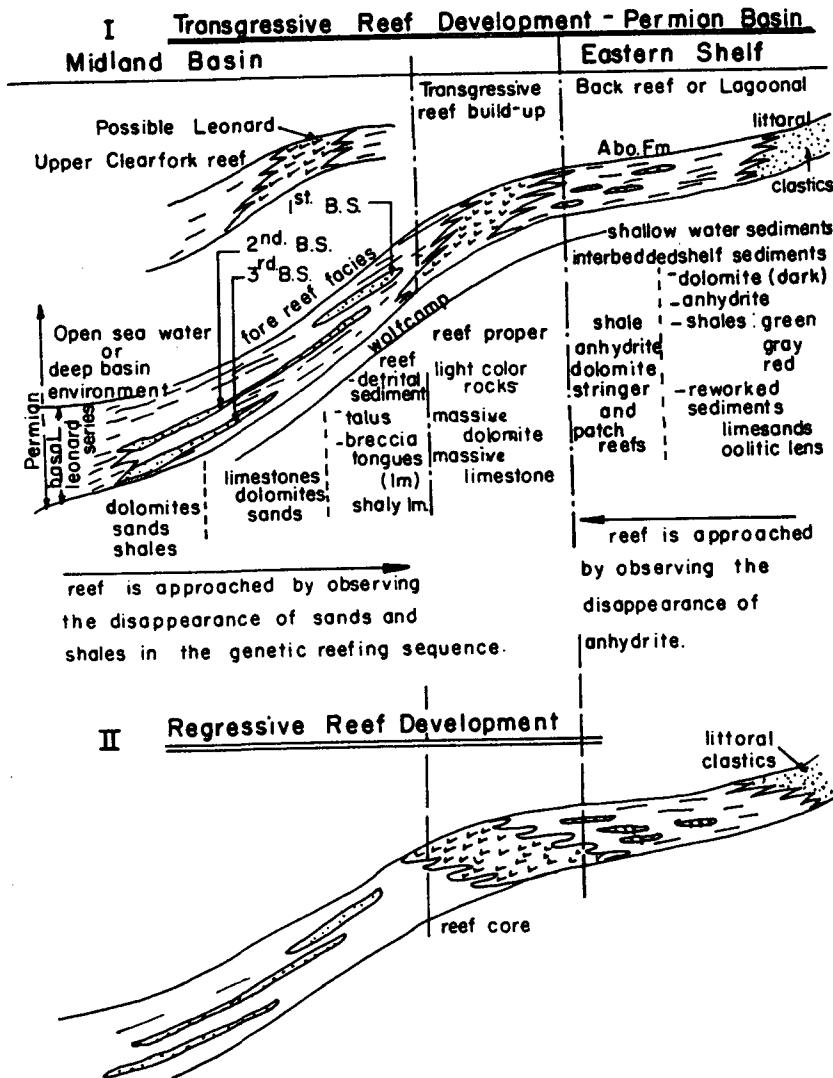 I Transgressive Reef Development - Permian Basin
Midland Basin
Eastern Shelf
Transgressive
reef build-up
Back reef or Lagoonal
Possible Leonard
Upper Clearfork reef
littoral
clastics
Abo. Fm.
1st. B.S.
2nd. B.S.
3rd B.S.
fore reef facies
wolfcamp
Open sea water
or
deep basin
environment
Permian
basal
leonard
series
dolomites
sands
shales
limestones
dolomites
sands
reef
-detrital
sediment
-talus
-breccia
tongues
(lm)
shaly lm.
reef proper
light color
rocks
massive
dolomite
massive
limestone
shallow water sediments
interbedded shelf sediments
shale
anhydrite
dolomite
stringer
and
patch
reefs
-dolomite (dark)
-anhydrite
-shales: green
gray
red
-reworked
sediments
limesands
oolitic lens
reef is approached by observing
the disappearance of sands and
shales in the genetic reefing sequence.
reef is approached
by observing the
disappearance of
anhydrite.
II Regressive Reef Development
littoral
clastics
reef core